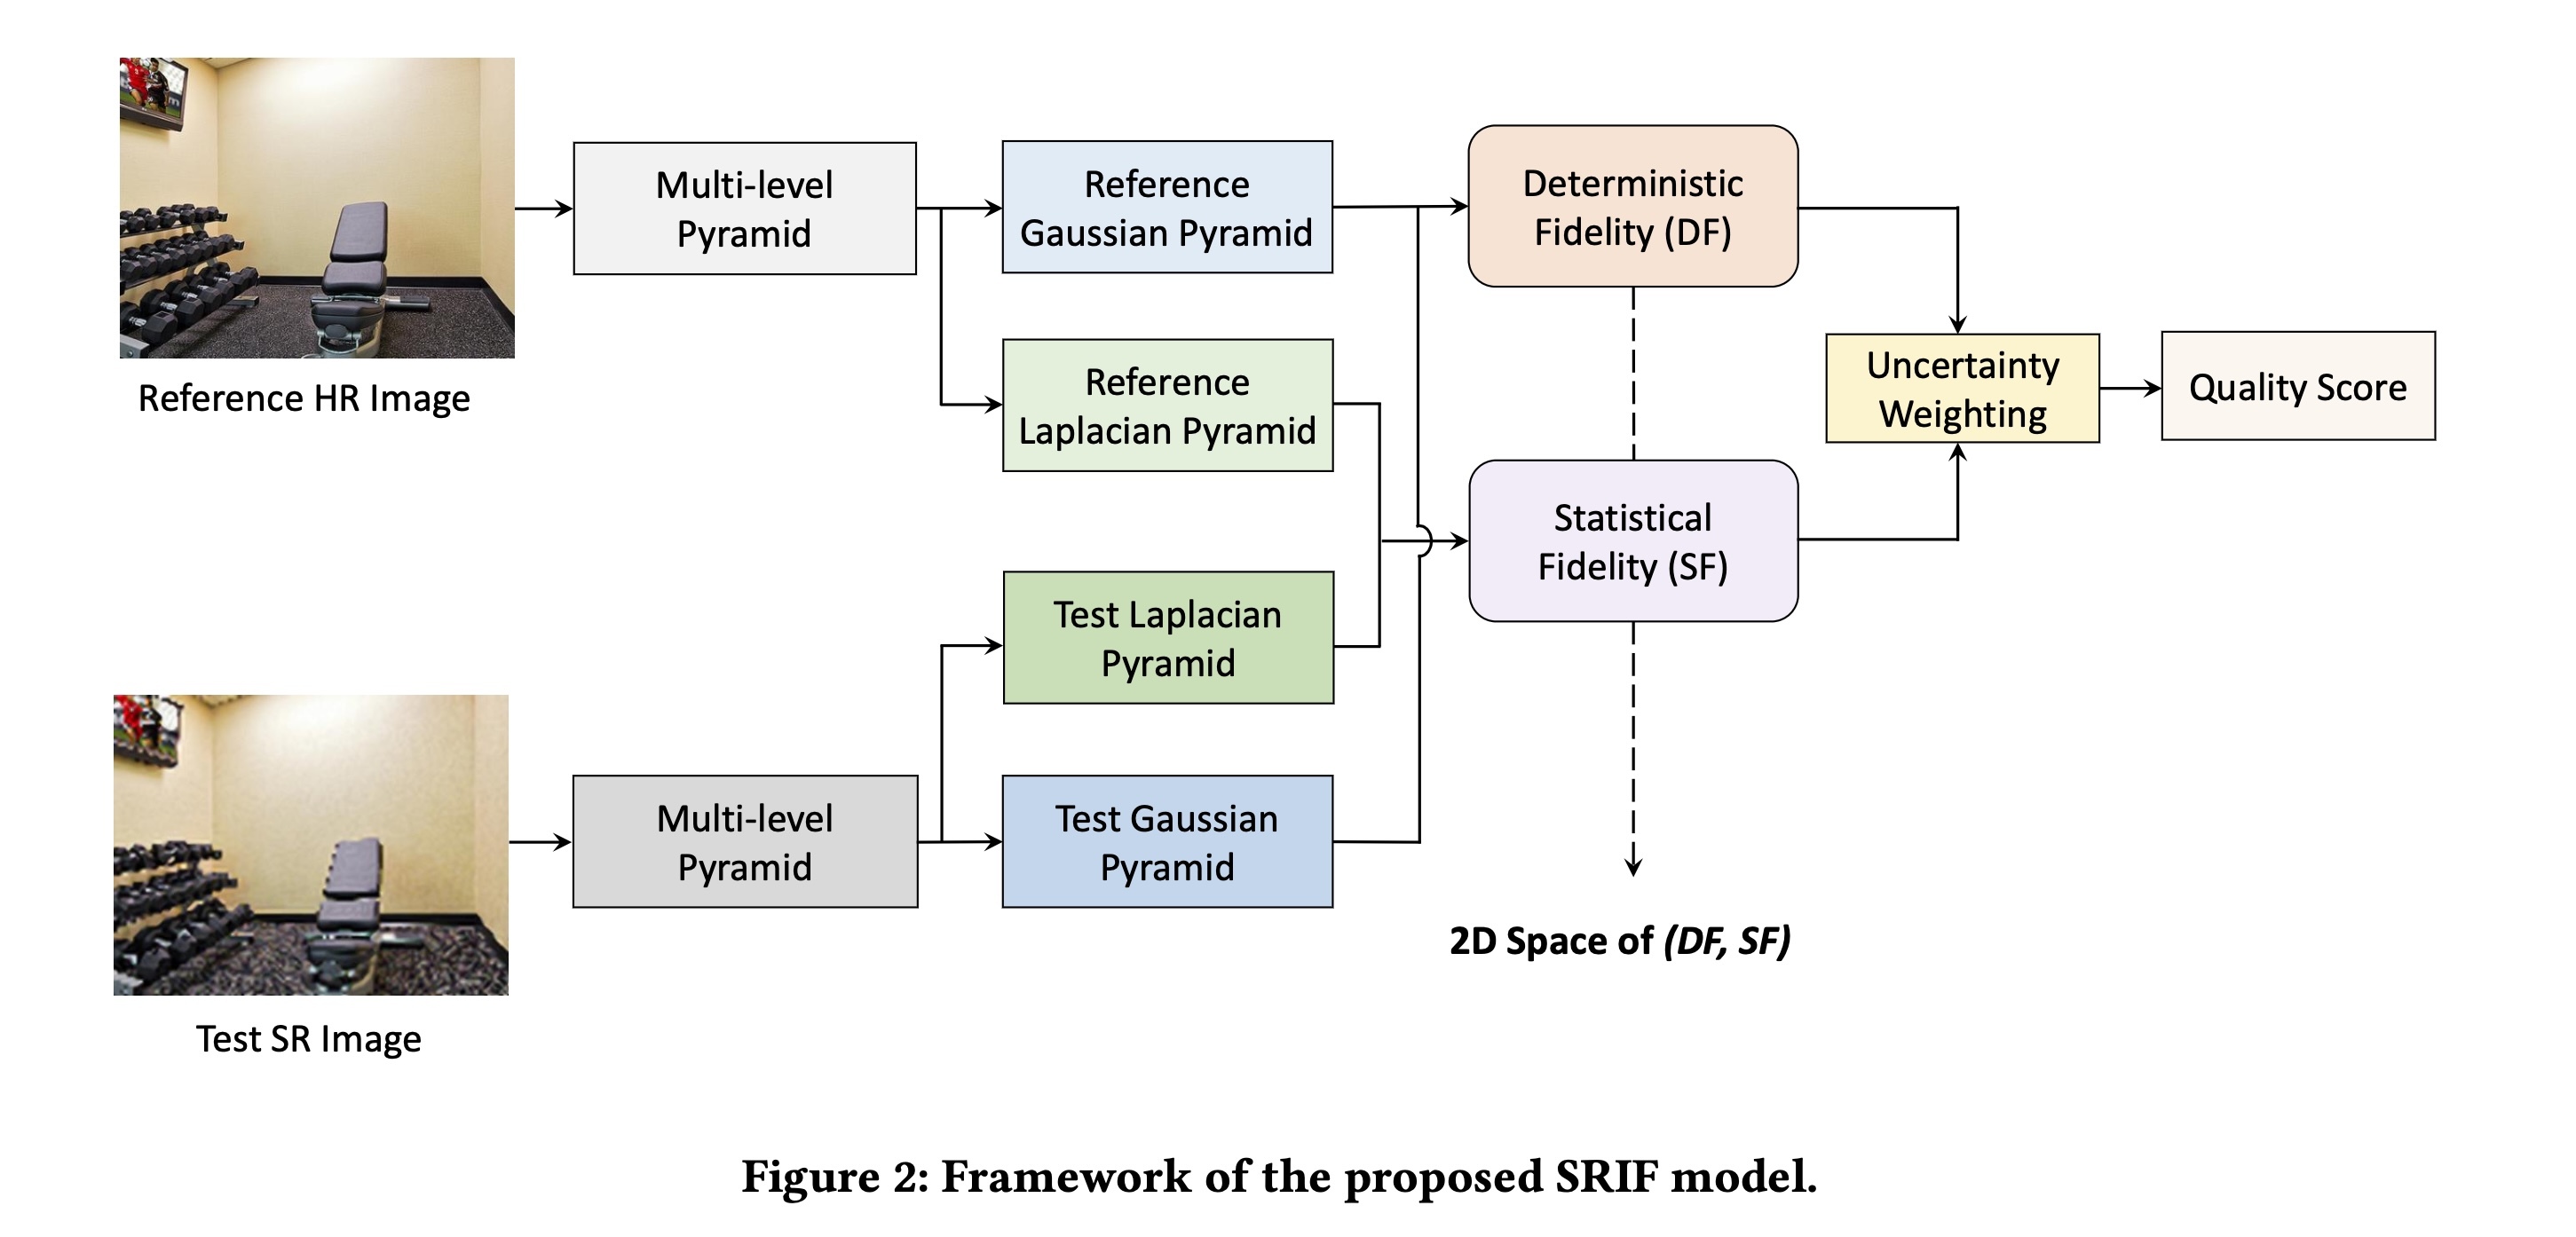 Reference HR Image
Multi-level
Pyramid
Reference
Gaussian Pyramid
Reference
Laplacian Pyramid
Deterministic
Fidelity (DF)
Statistical
Fidelity (SF)
Uncertainty
Weighting
Quality Score
Test SR Image
Multi-level
Pyramid
Test Laplacian
Pyramid
Test Gaussian
Pyramid
2D Space of (DF, SF)
Figure 2: Framework of the proposed SRIF model.